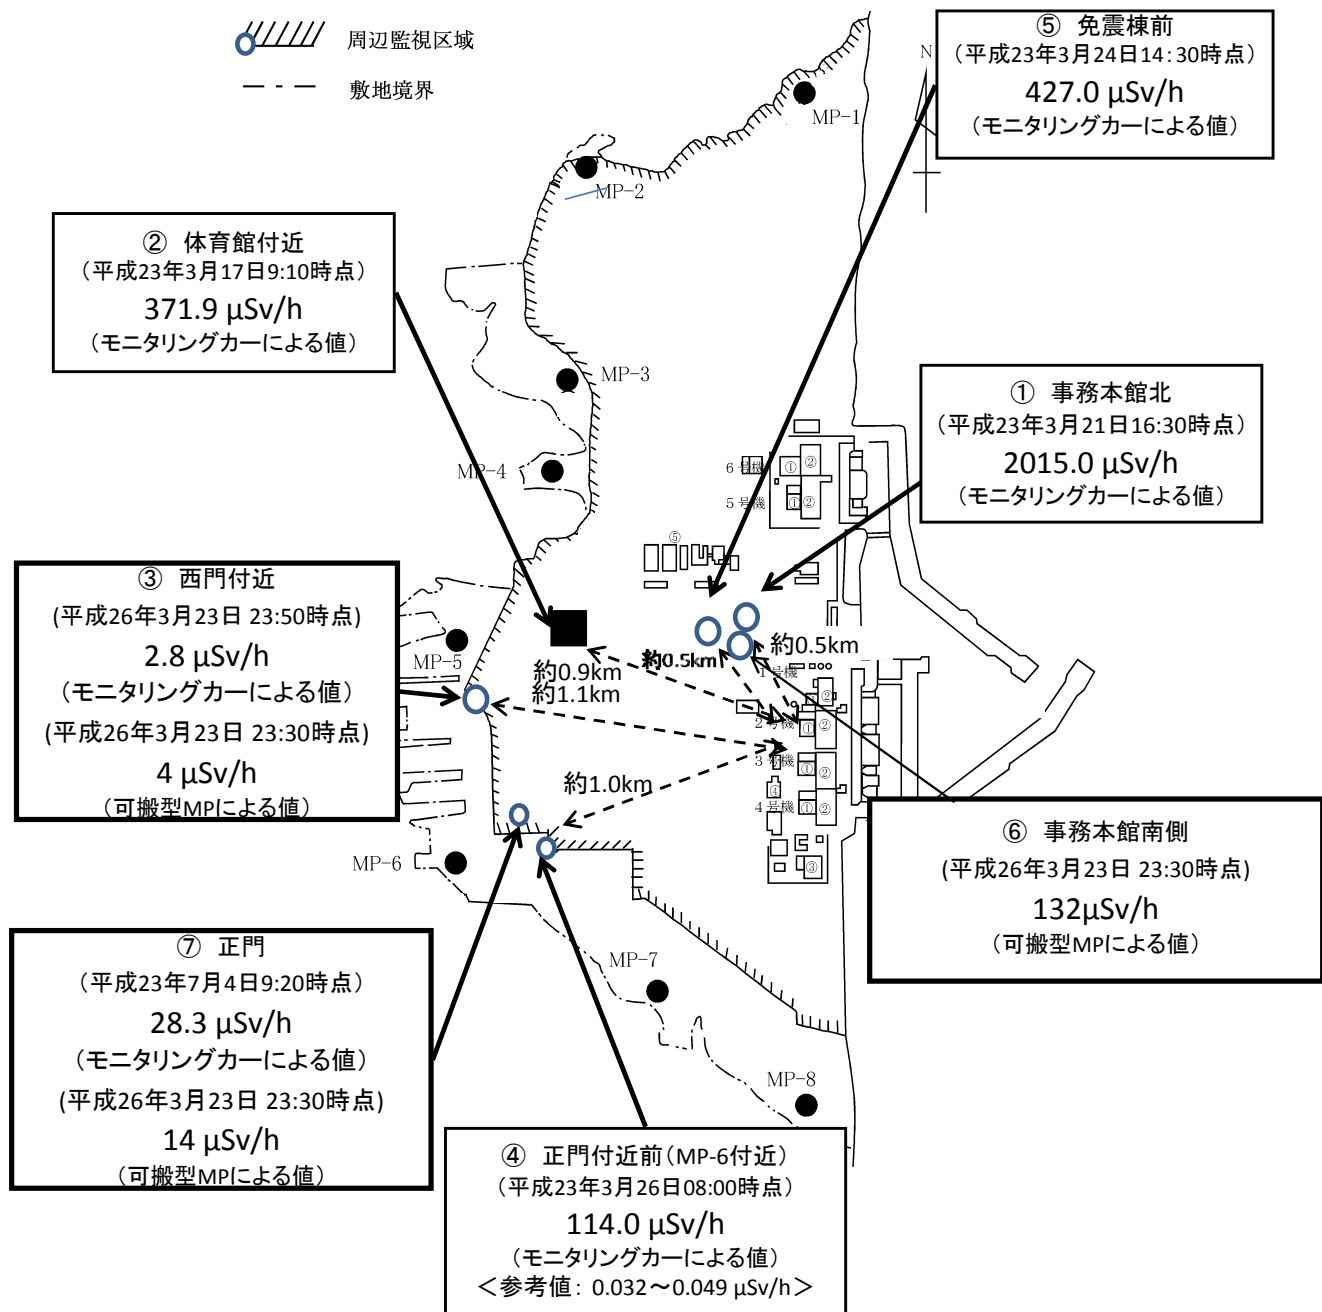 周辺監視区域
敷地境界
⑤ 免震棟前
(平成23年3月24日14:30時点)
427.0 μSv/h
(モニタリングカーによる値)
N
MP-1
MP-2
② 体育館付近
(平成23年3月17日9:10時点)
371.9 μSv/h
(モニタリングカーによる値)
MP-3
① 事務本館北
(平成23年3月21日16:30時点)
2015.0 μSv/h
(モニタリングカーによる値)
MP-4
6号機
①
②
5号機
①
②
⑤
③ 西門付近
(平成26年3月23日 23:50時点)
2.8 μSv/h
(モニタリングカーによる値)
(平成26年3月23日 23:30時点)
4 μSv/h
(可搬型MPによる値)
MP-5
約0.9km
約1.1km
約0.5km
約0.5km
1号機
②
2号機
①
②
3号機
①
②
約1.0km
④
4号機
①
②
③
MP-6
⑥ 事務本館南側
(平成26年3月23日 23:30時点)
132μSv/h
(可搬型MPによる値)
⑦ 正門
(平成23年7月4日9:20時点)
28.3 μSv/h
(モニタリングカーによる値)
(平成26年3月23日 23:30時点)
14 μSv/h
(可搬型MPによる値)
MP-7
MP-8
④ 正門付近前(MP-6付近)
(平成23年3月26日08:00時点)
114.0 μSv/h
(モニタリングカーによる値)
<参考値: 0.032~0.049 μSv/h>